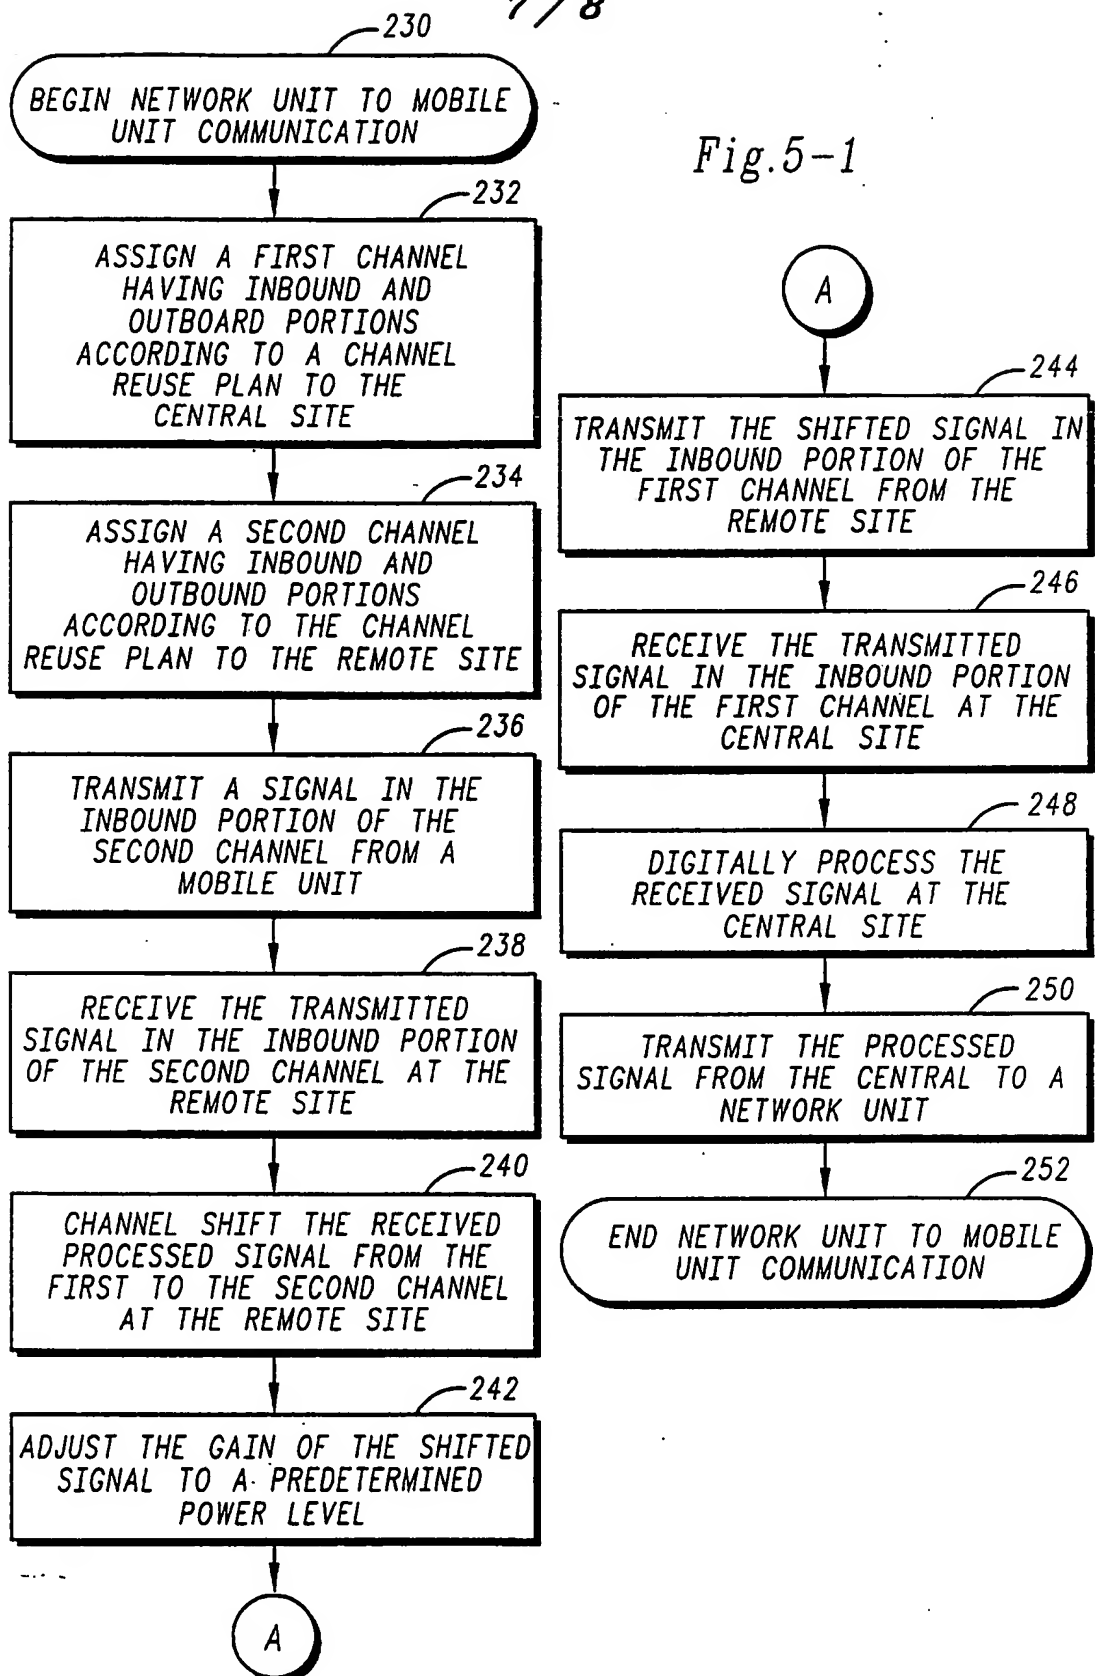 7/8
230
BEGIN NETWORK UNIT TO MOBILE
UNIT COMMUNICATION
Fig.5-1
232
ASSIGN A FIRST CHANNEL
HAVING INBOUND AND
OUTBOARD PORTIONS
ACCORDING TO A CHANNEL
REUSE PLAN TO THE
CENTRAL SITE
234
ASSIGN A SECOND CHANNEL
HAVING INBOUND AND
OUTBOUND PORTIONS
ACCORDING TO THE CHANNEL
REUSE PLAN TO THE REMOTE SITE
236
TRANSMIT A SIGNAL IN THE
INBOUND PORTION OF THE
SECOND CHANNEL FROM A
MOBILE UNIT
238
RECEIVE THE TRANSMITTED
SIGNAL IN THE INBOUND PORTION
OF THE SECOND CHANNEL AT THE
REMOTE SITE
240
CHANNEL SHIFT THE RECEIVED
PROCESSED SIGNAL FROM THE
FIRST TO THE SECOND CHANNEL
AT THE REMOTE SITE
242
ADJUST THE GAIN OF THE SHIFTED
SIGNAL TO A PREDETERMINED
POWER LEVEL
A
A
244
TRANSMIT THE SHIFTED SIGNAL IN
THE INBOUND PORTION OF THE
FIRST CHANNEL FROM THE
REMOTE SITE
246
RECEIVE THE TRANSMITTED
SIGNAL IN THE INBOUND PORTION
OF THE FIRST CHANNEL AT THE
CENTRAL SITE
248
DIGITALLY PROCESS THE
RECEIVED SIGNAL AT THE
CENTRAL SITE
250
TRANSMIT THE PROCESSED
SIGNAL FROM THE CENTRAL TO A
NETWORK UNIT
252
END NETWORK UNIT TO MOBILE
UNIT COMMUNICATION